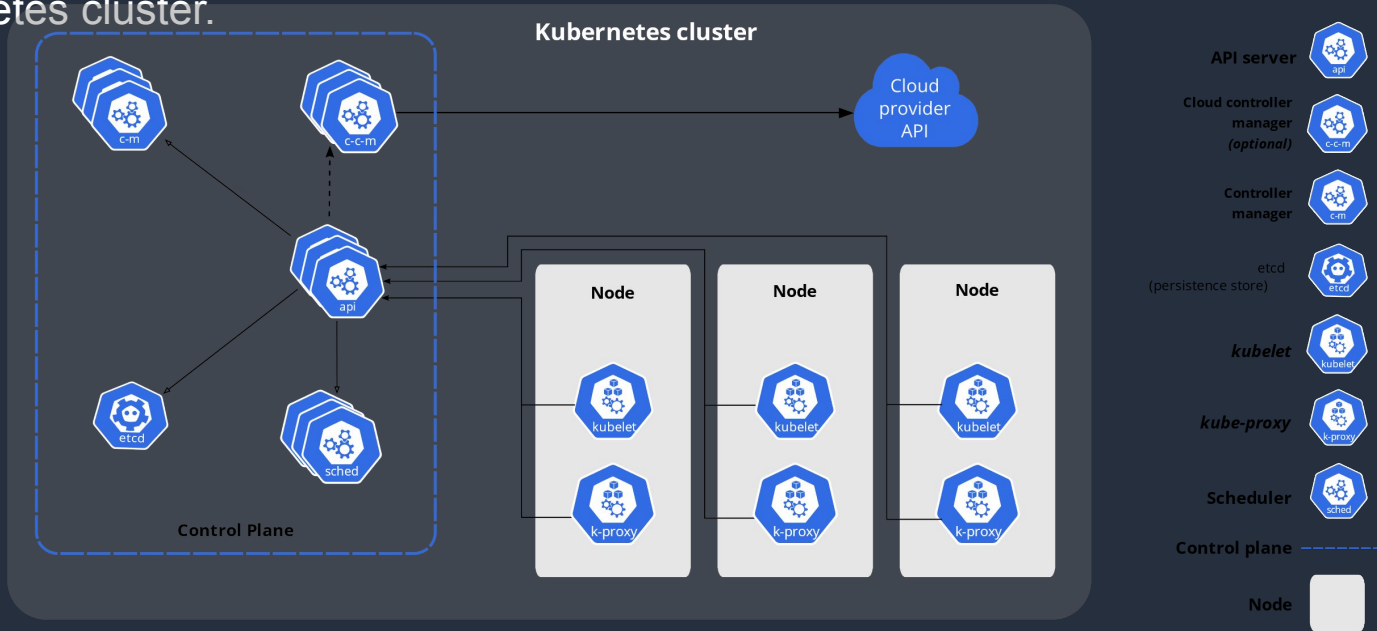 etes cluster.
Kubernetes cluster
c-m
c-c-m
Cloud
provider
API
api
etcd
sched
Control Plane
Node
kubelet
k-proxy
Node
kubelet
k-proxy
Node
kubelet
k-proxy
API server
api
Cloud controller
manager
(optional)
c-c-m
Controller
manager
c-m
etcd
(persistence store)
etcd
kubelet
kubelet
kube-proxy
k-proxy
Scheduler
sched
Control plane
Node